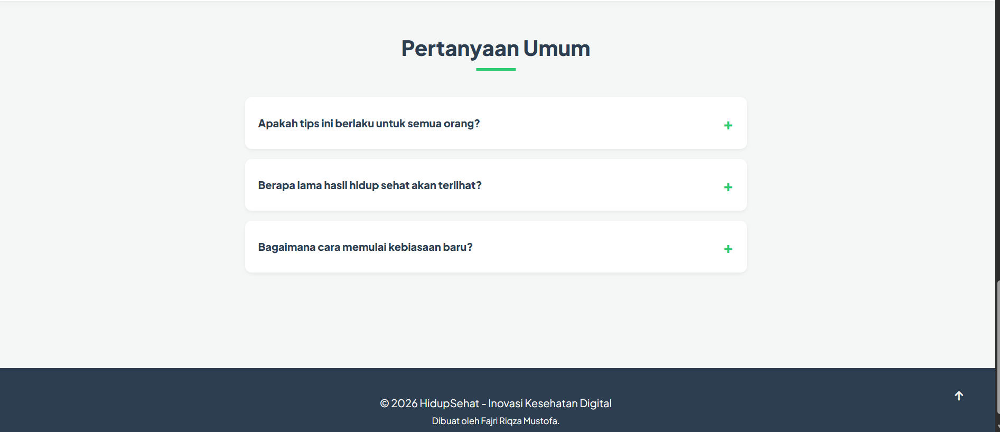 Pertanyaan Umum
Apakah tips ini berlaku untuk semua orang?
+
Berapa lama hasil hidup sehat akan terlihat?
+
Bagaimana cara memulai kebiasaan baru?
+
© 2026 HidupSehat - Inovasi Kesehatan Digital
Dibuat oleh Fajri Riqza Mustofa.